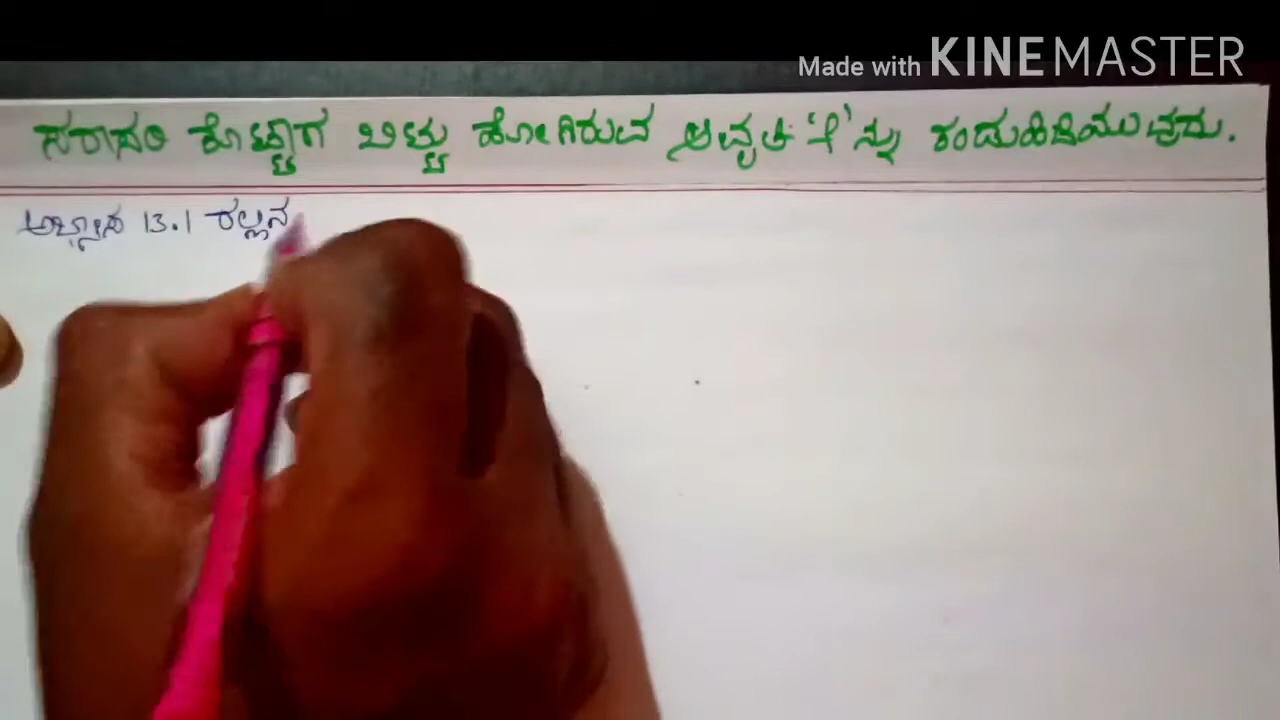 Made with KINEMASTER
ಸರಾಸರಿ ಕೊಟ್ಟಾಗ ಬಿಟ್ಟು ಹೋಗಿರುವ ಆವೃತಿ 'f' ನ್ನು ಕಂಡುಹಿಡಿಯುವುದು.
ಅಭ್ಯಾಸ 13.1 ರಲ್ಲಿನ